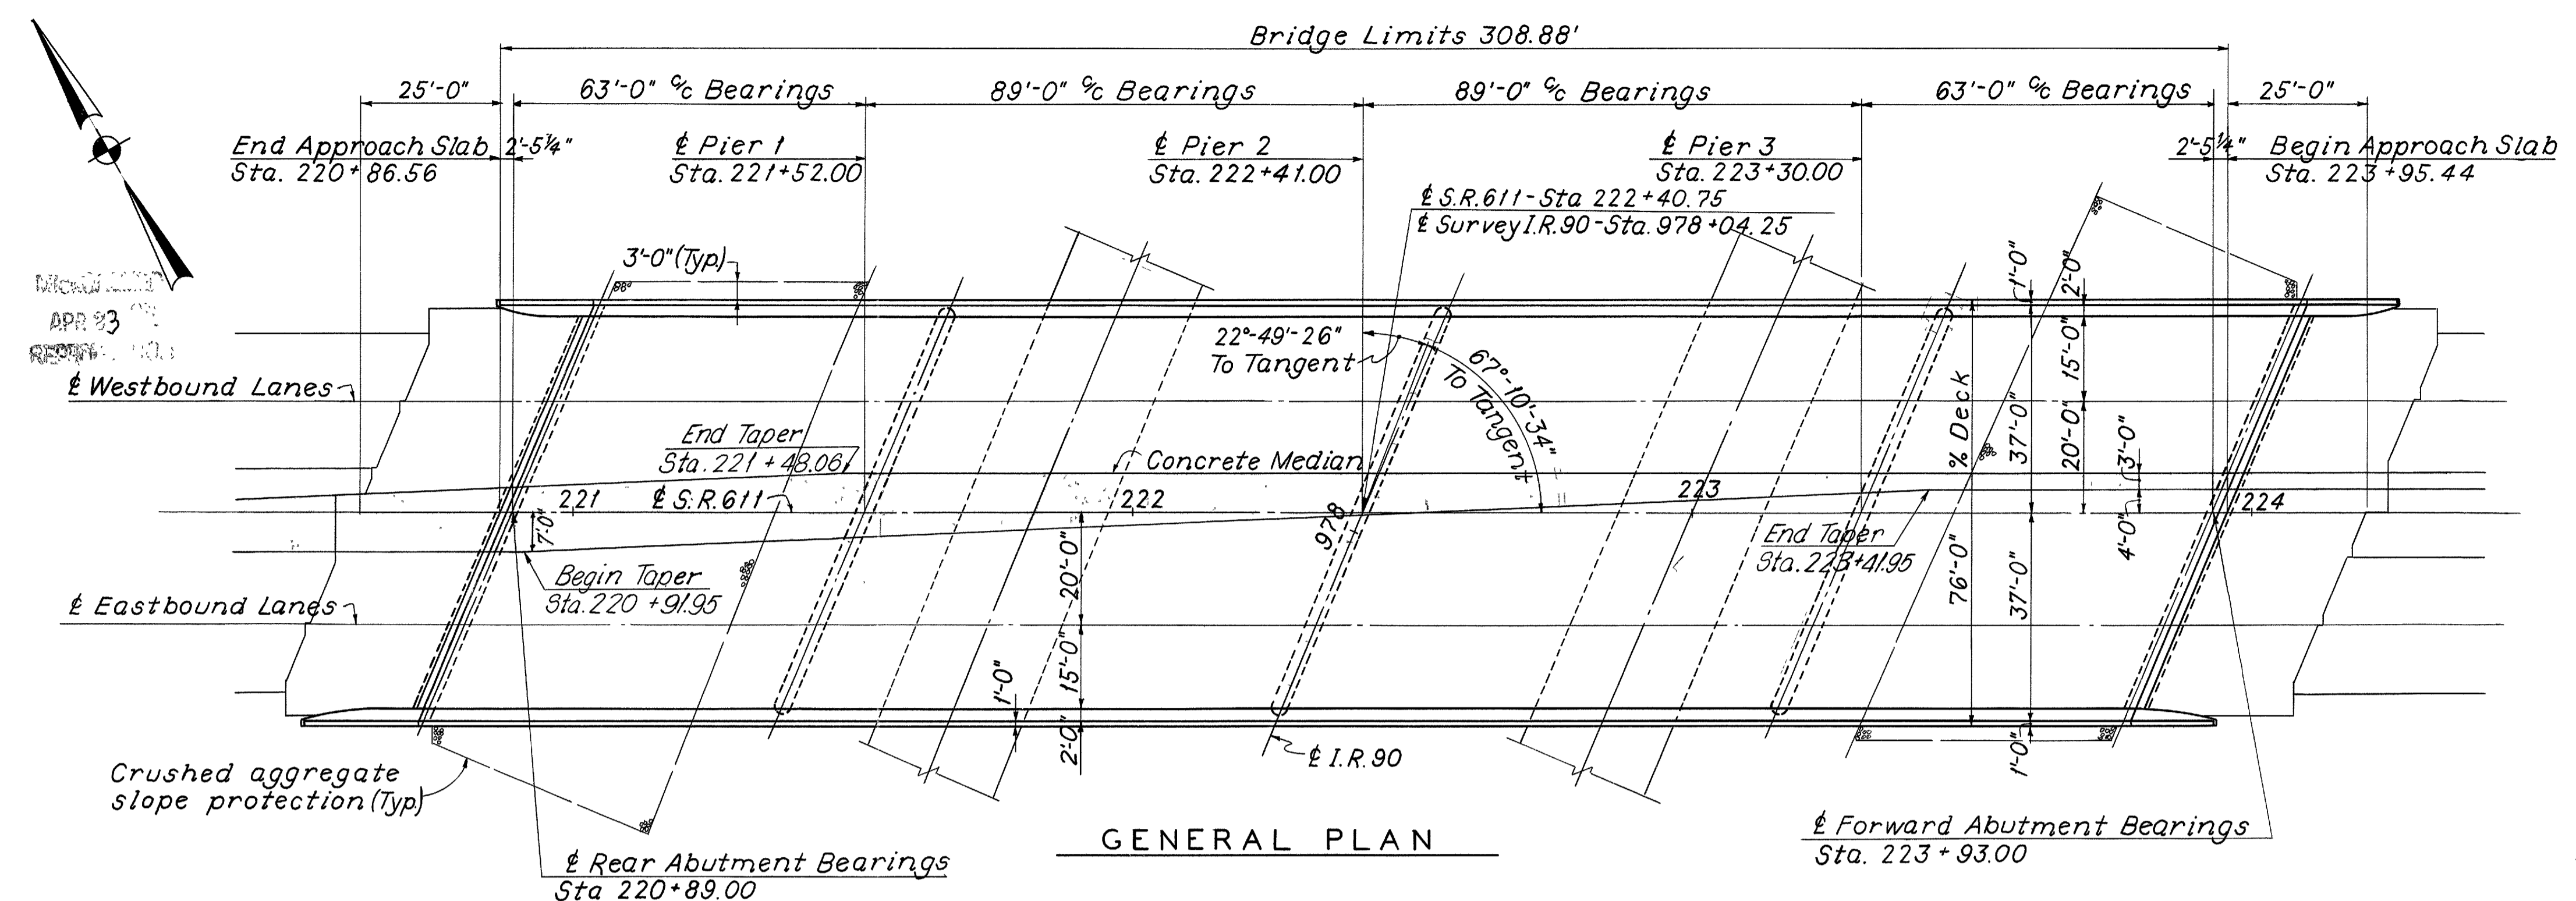 Bridge Limits 308.88'
25'-0"
63'-0" c/c Bearings
89'-0" c/c Bearings
89'-0" c/c Bearings
63'-0" c/c Bearings
25'-0"
End Approach Slab
Sta. 220+86.56
2'-5¼"
℄ Pier 1
Sta. 221+52.00
℄ Pier 2
Sta. 222+41.00
℄ Pier 3
Sta. 223+30.00
2'-5¼"
Begin Approach Slab
Sta. 223+95.44
℄ S.R.611-Sta 222+40.75
℄ Survey I.R.90-Sta. 978+04.25
3'-0" (Typ.)
APR 83
22°-49'-26"
To Tangent
67°-10'-34"
To Tangent
1'-0"
2'-0"
15'-0"
℄ Westbound Lanes
% Deck
37'-0"
20'-0"
3'-0"
End Taper
Sta. 221+48.06
Concrete Median
221
℄ S.R.611
222
223
224
7'-0"
978
4'-0"
End Taper
Sta. 223+41.95
Begin Taper
Sta. 220+91.95
20'-0"
76'-0"
37'-0"
℄ Eastbound Lanes
15'-0"
1'-0"
2'-0"
℄ I.R.90
1'-0"
Crushed aggregate
slope protection (Typ.)
GENERAL PLAN
℄ Forward Abutment Bearings
Sta. 223+93.00
℄ Rear Abutment Bearings
Sta 220+89.00